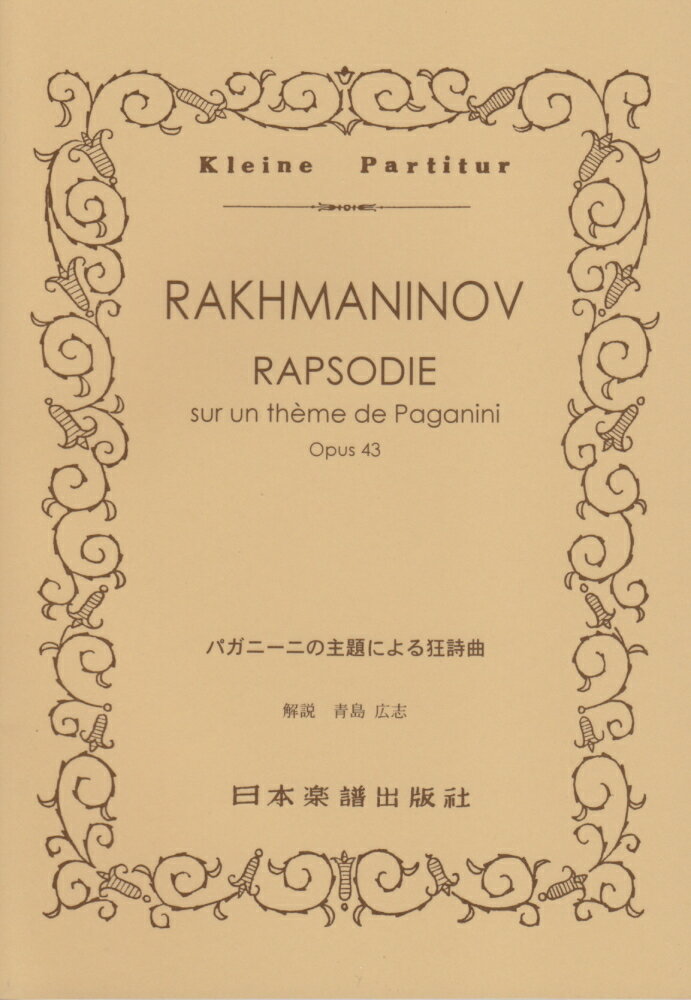 Kleine Partitur
RAKHMANINOV
RAPSODIE
sur un thème de Paganini
Opus 43
パガニーニの主題による狂詩曲
解説 青島 広志
日本楽譜出版社